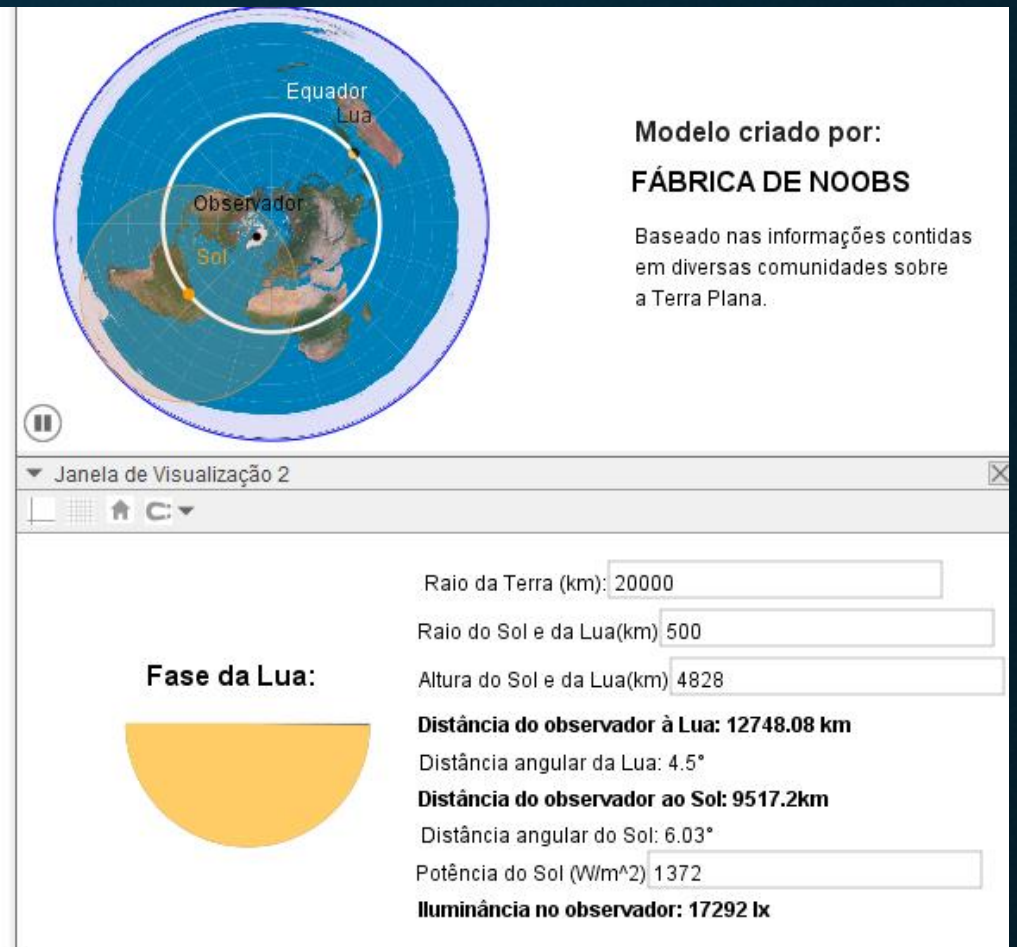 Equador
Lua
Observador
Sol
Modelo criado por:
FÁBRICA DE NOOBS
Baseado nas informações contidas
em diversas comunidades sobre
a Terra Plana.
Janela de Visualização 2
Raio da Terra (km): 20000
Raio do Sol e da Lua(km) 500
Fase da Lua:
Altura do Sol e da Lua(km) 4828
Distância do observador à Lua: 12748.08 km
Distância angular da Lua: 4.5°
Distância do observador ao Sol: 9517.2km
Distância angular do Sol: 6.03°
Potência do Sol (W/m^2) 1372
Iluminância no observador: 17292 lx